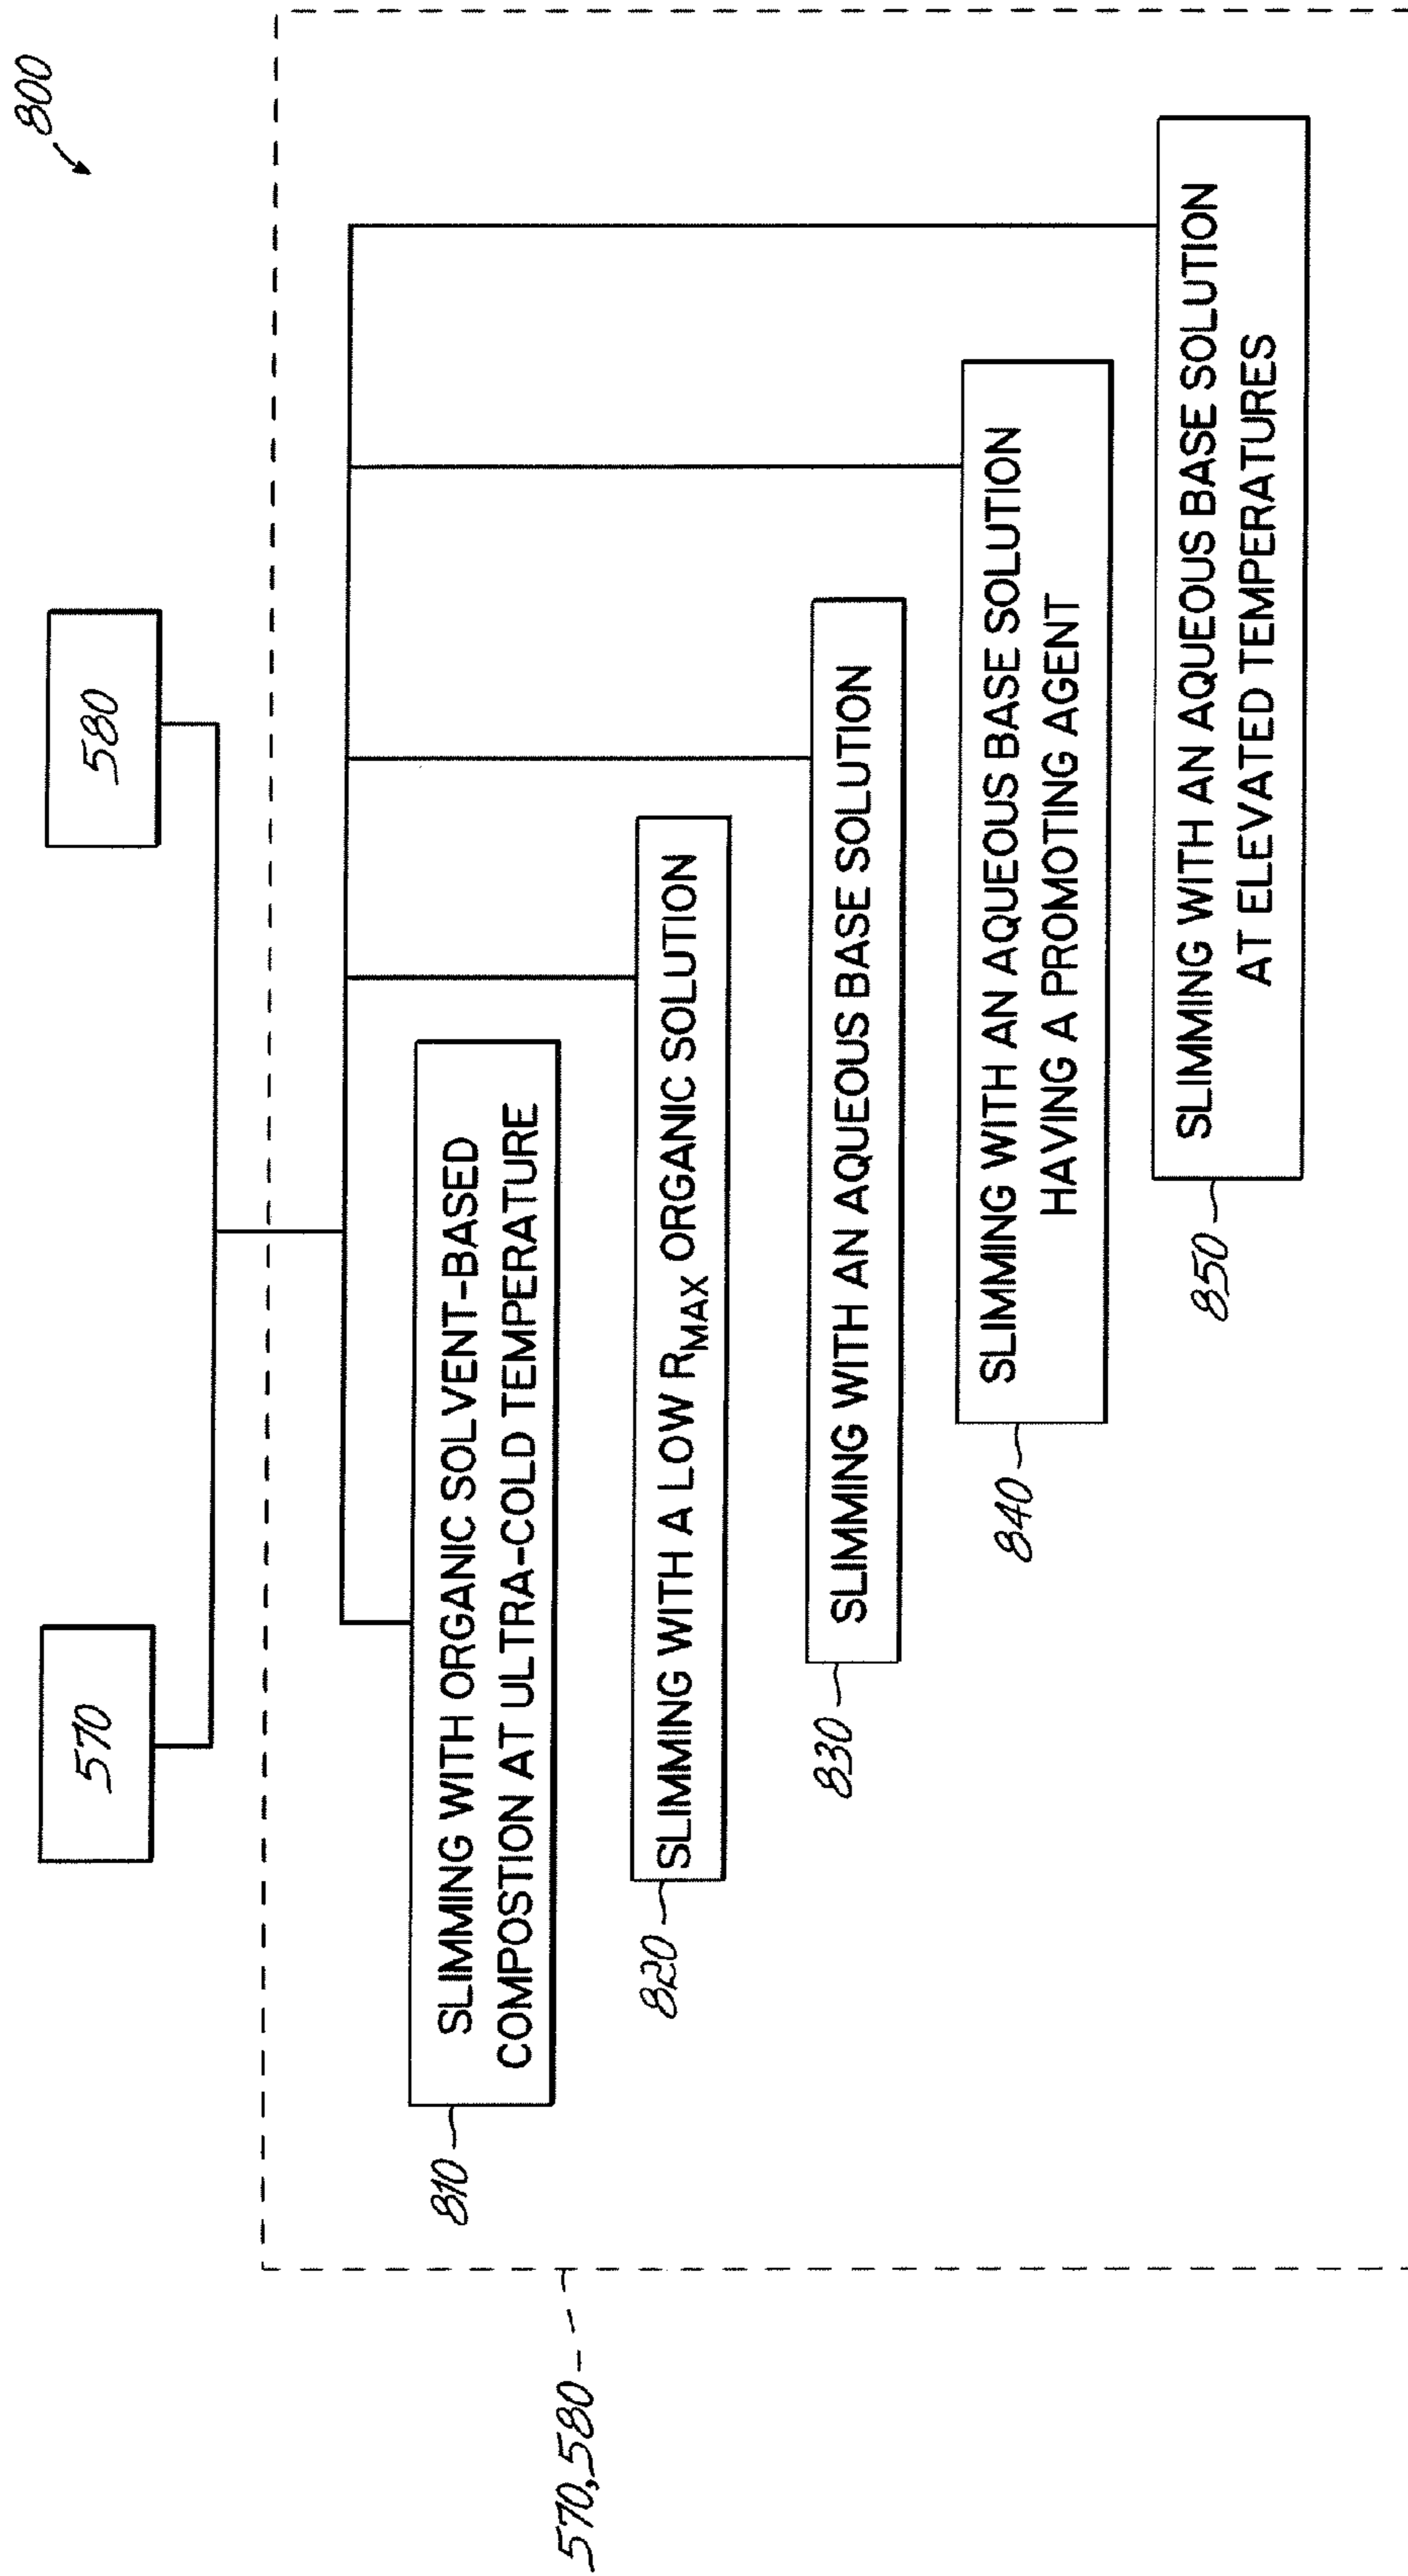 800
570
580
SLIMMING WITH ORGANIC SOLVENT-BASED
COMPOSTION AT ULTRA-COLD TEMPERATURE
810
SLIMMING WITH A LOW RMAX ORGANIC SOLUTION
820
SLIMMING WITH AN AQUEOUS BASE SOLUTION
830
SLIMMING WITH AN AQUEOUS BASE SOLUTION
HAVING A PROMOTING AGENT
840
SLIMMING WITH AN AQUEOUS BASE SOLUTION
AT ELEVATED TEMPERATURES
850
570,580